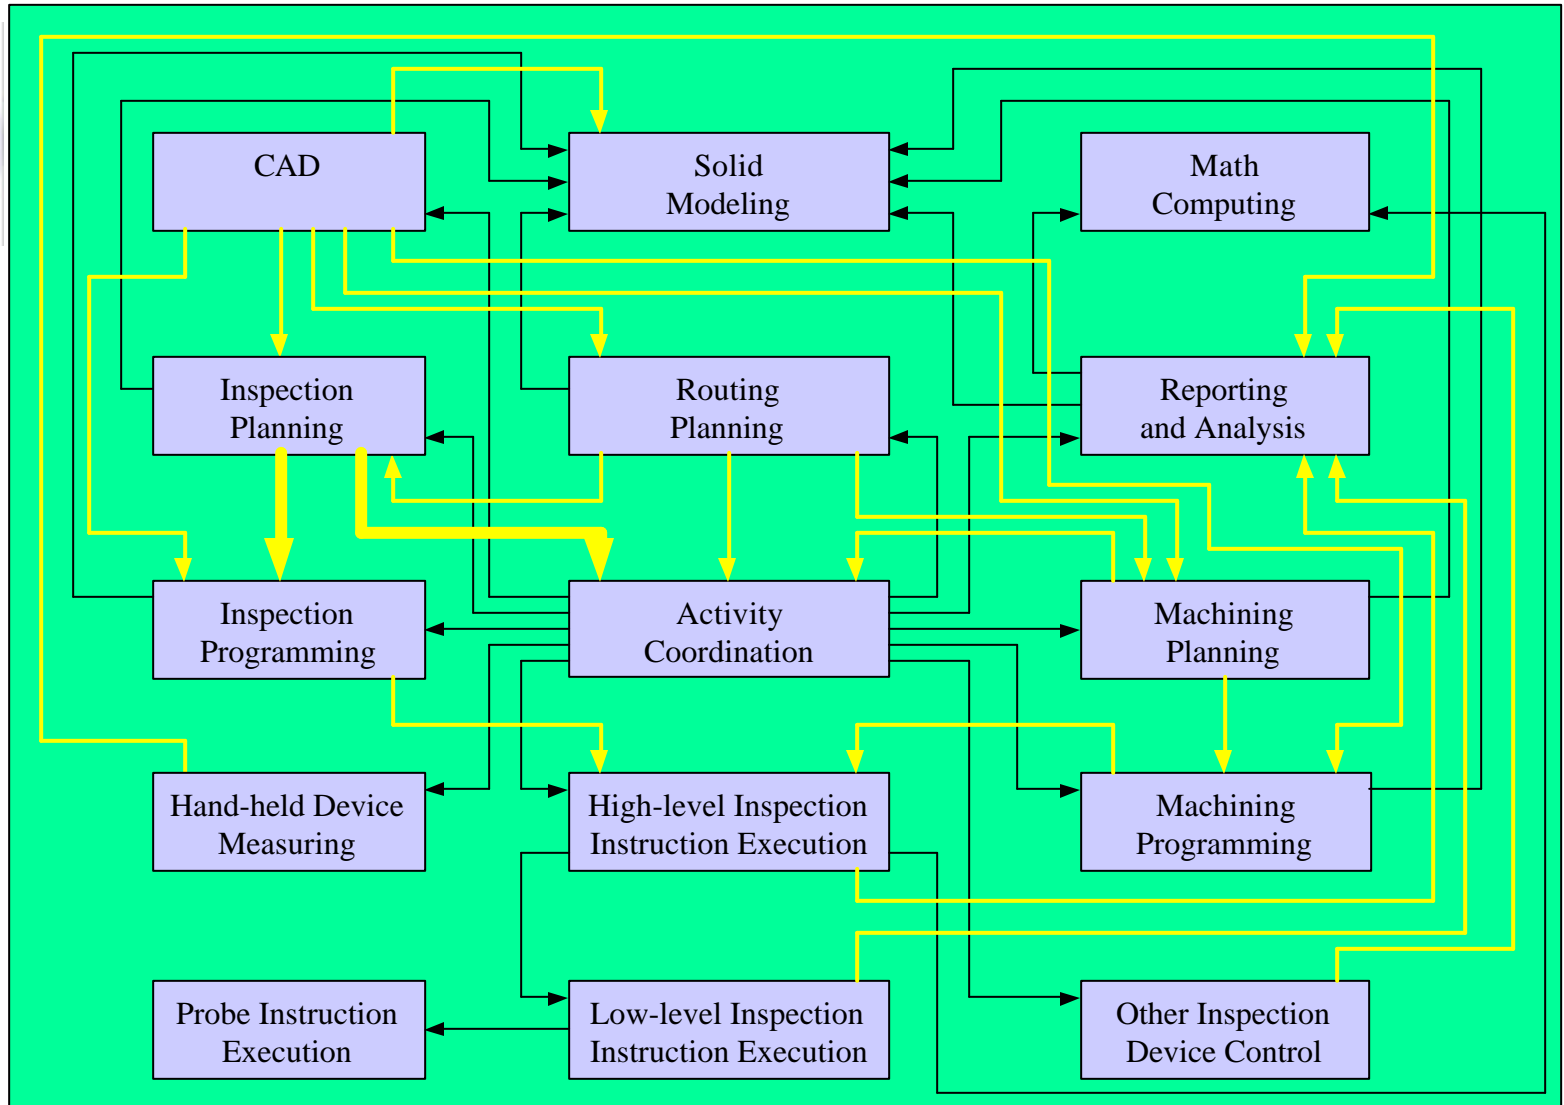 CAD
Solid
Modeling
Math
Computing
Inspection
Planning
Routing
Planning
Reporting
and Analysis
Inspection
Programming
Activity
Coordination
Machining
Planning
Hand-held Device
Measuring
High-level Inspection
Instruction Execution
Machining
Programming
Probe Instruction
Execution
Low-level Inspection
Instruction Execution
Other Inspection
Device Control